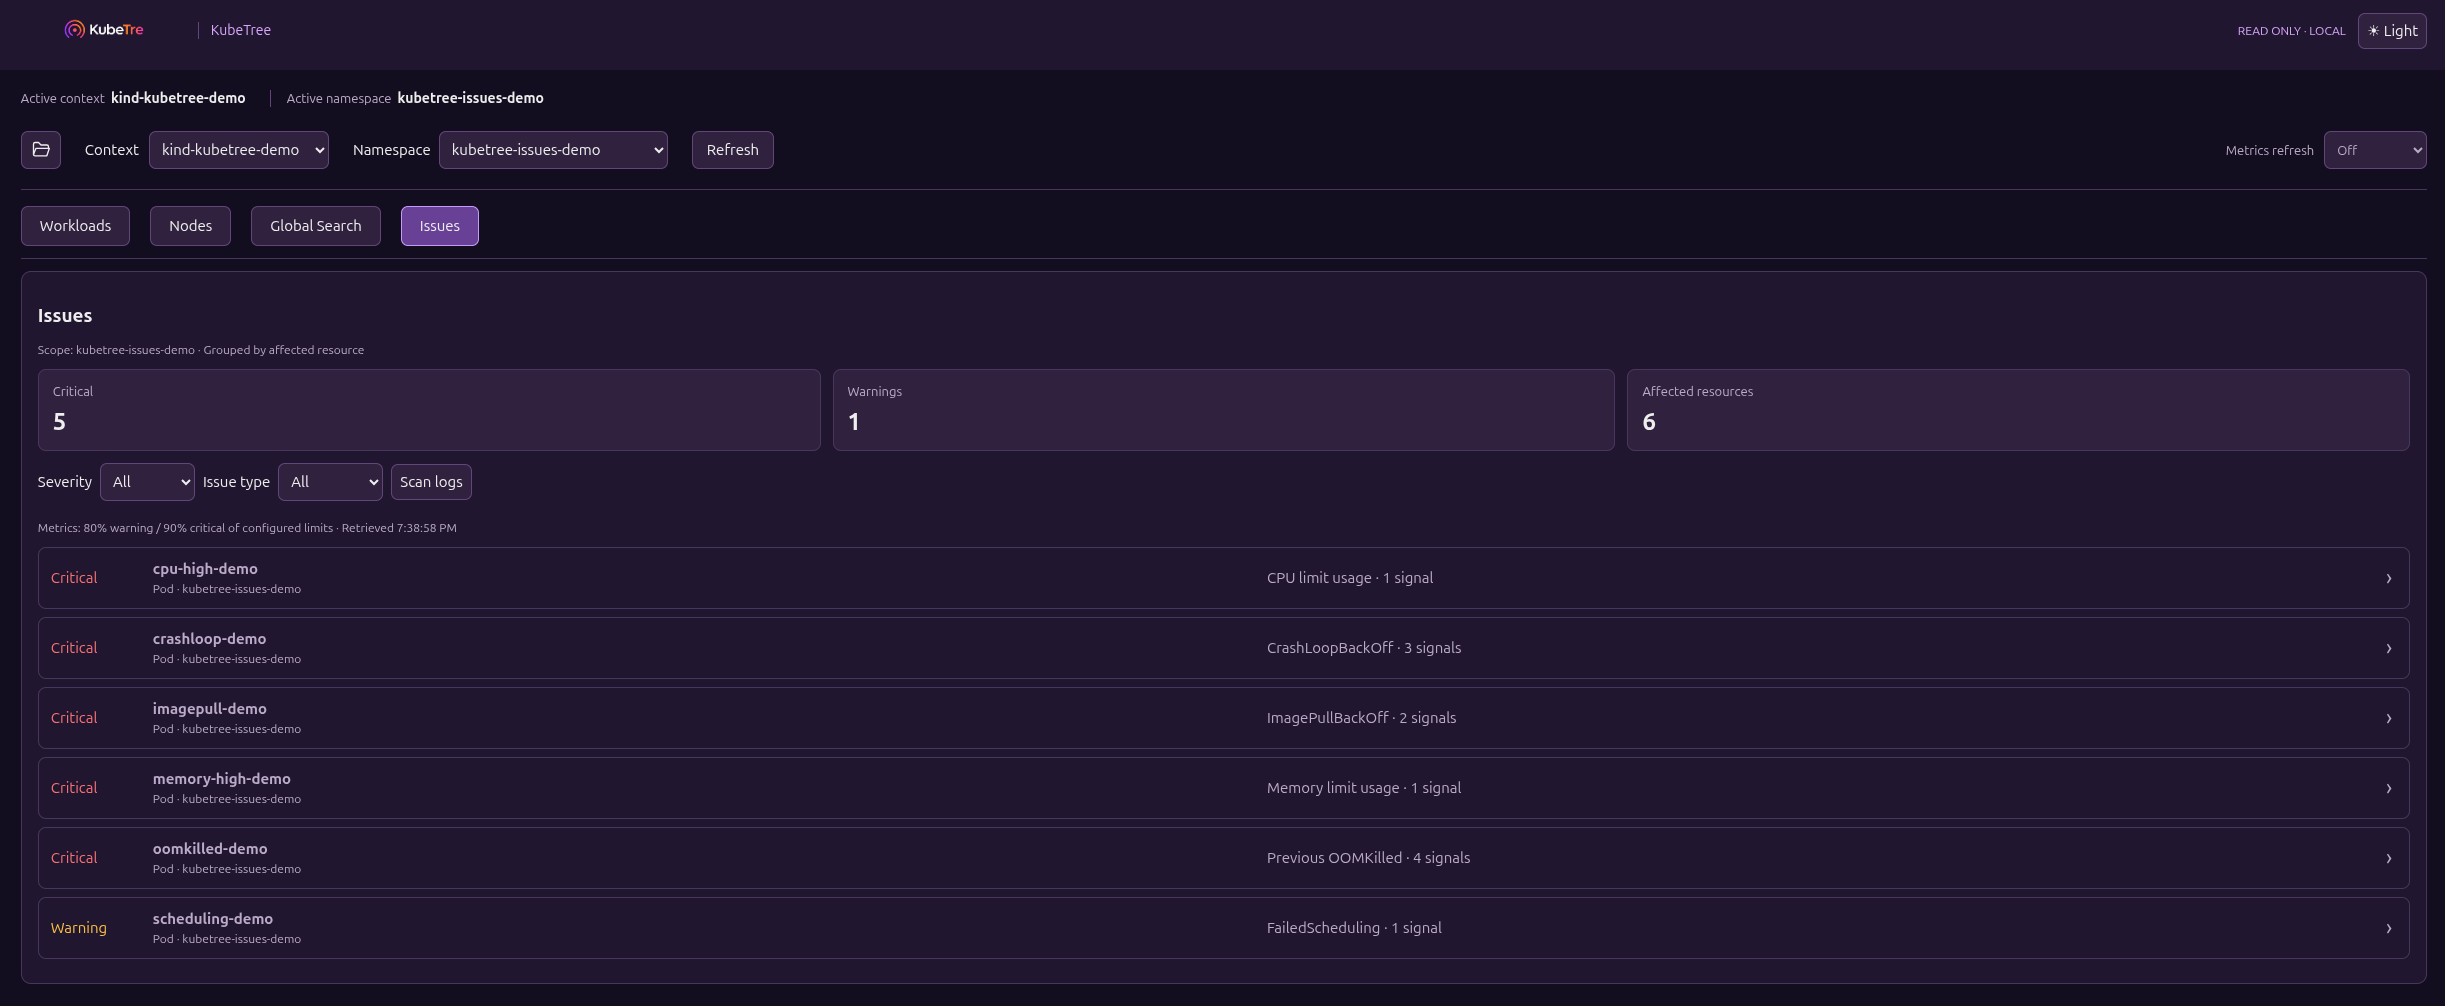 KubeTre KubeTree READ ONLY · LOCAL ☀ Light
Active context kind-kubetree-demo Active namespace kubetree-issues-demo
Context kind-kubetree-demo Namespace kubetree-issues-demo Refresh Metrics refresh Off
Workloads Nodes Global Search Issues
Issues
Scope: kubetree-issues-demo · Grouped by affected resource
Critical Warnings Affected resources
5 1 6
Severity All Issue type All Scan logs
Metrics: 80% warning / 90% critical of configured limits · Retrieved 7:38:58 PM
Critical cpu-high-demo CPU limit usage · 1 signal ›
Pod · kubetree-issues-demo
Critical crashloop-demo CrashLoopBackOff · 3 signals ›
Pod · kubetree-issues-demo
Critical imagepull-demo ImagePullBackOff · 2 signals ›
Pod · kubetree-issues-demo
Critical memory-high-demo Memory limit usage · 1 signal ›
Pod · kubetree-issues-demo
Critical oomkilled-demo Previous OOMKilled · 4 signals ›
Pod · kubetree-issues-demo
Warning scheduling-demo FailedScheduling · 1 signal ›
Pod · kubetree-issues-demo